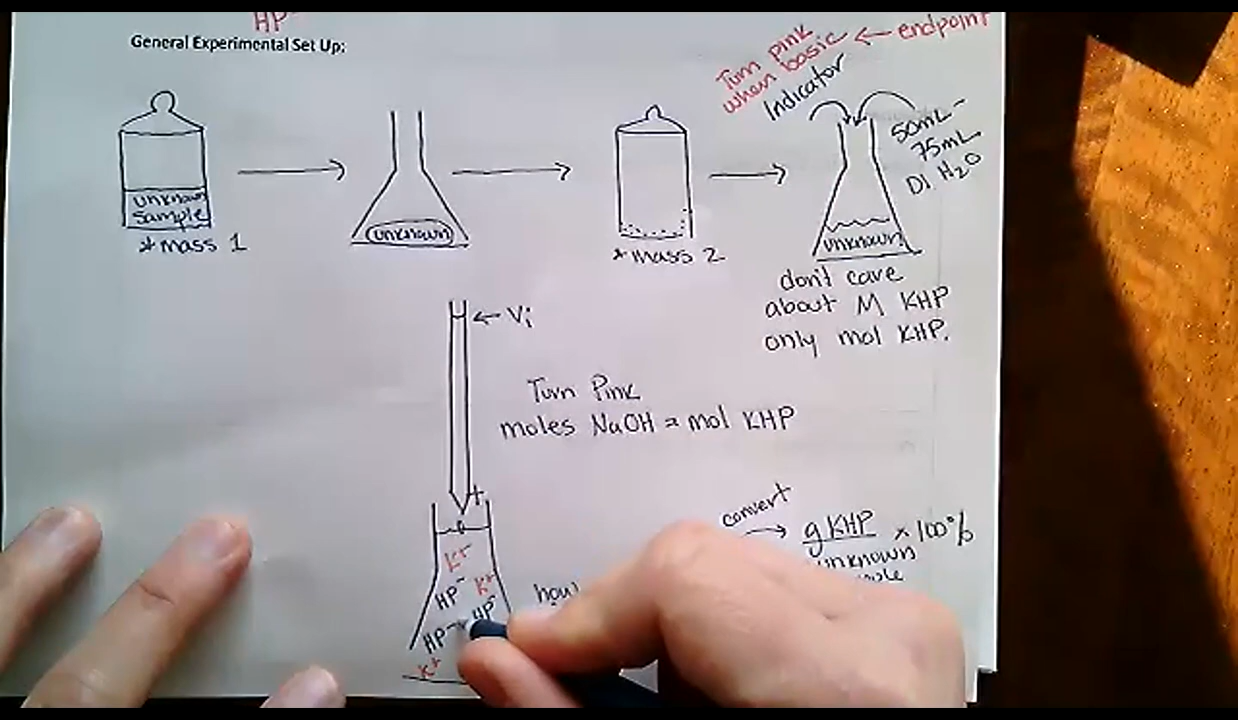 HP
General Experimental Set Up:
Turn pink
when basic
← endpoint
Indicator
50mL-
75mL
DI H2O
unknown
sample
* mass 1
unknown
* mass 2
unknown
don't care
about M KHP
only mol KHP.
← Vi
Turn Pink
moles NaOH = mol KHP
convert
→ g KHP × 100%
unknown
K+
HP-
K+
HP-
HP-
K+
how